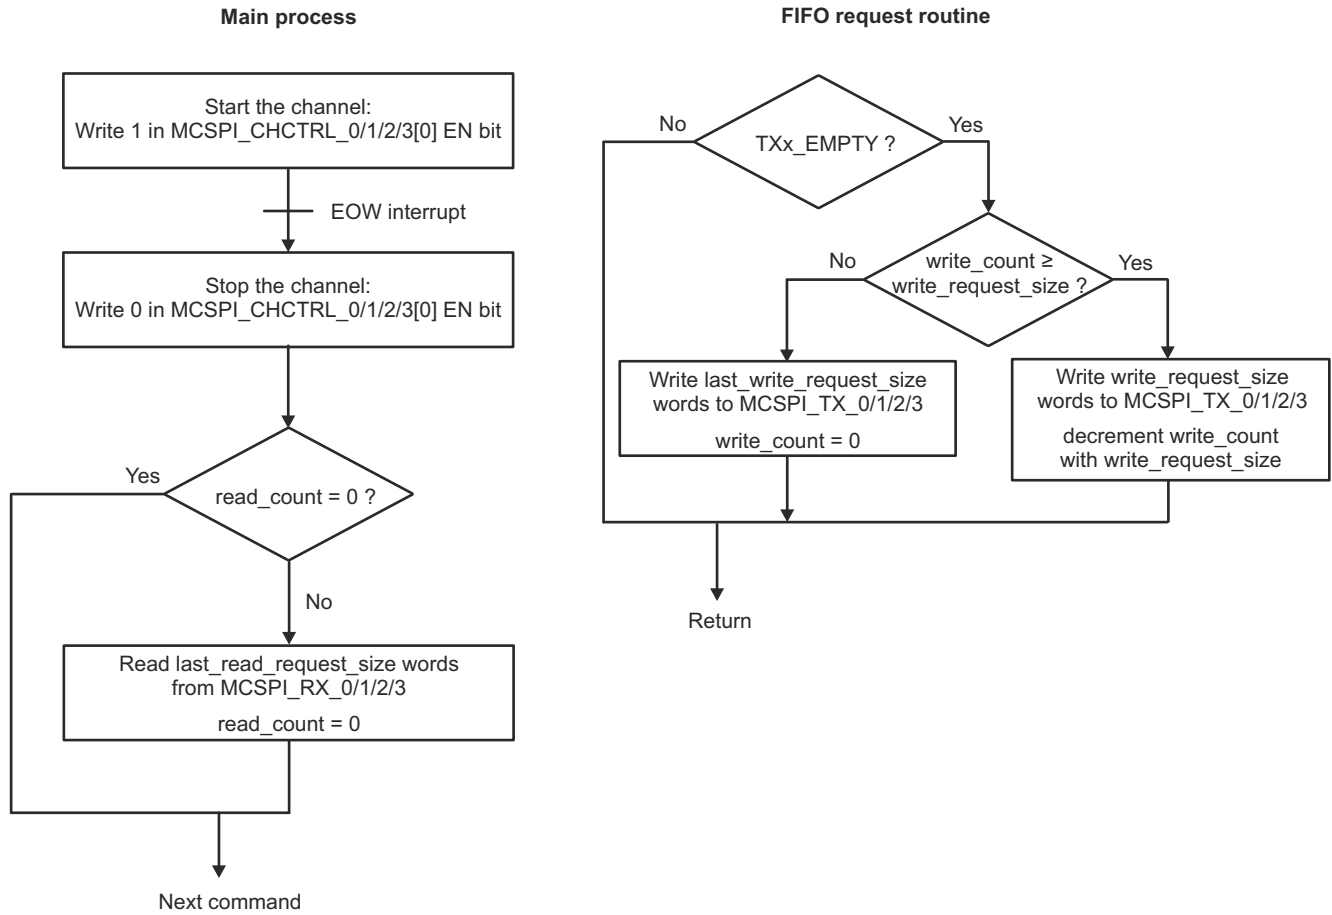 Main process
Start the channel:
Write 1 in MCSPI_CHCTRL_0/1/2/3[0] EN bit
EOW interrupt
Stop the channel:
Write 0 in MCSPI_CHCTRL_0/1/2/3[0] EN bit
Yes
read_count = 0 ?
No
Read last_read_request_size words
from MCSPI_RX_0/1/2/3
read_count = 0
Next command
FIFO request routine
No
TXx_EMPTY ?
Yes
No
write_count ≥
write_request_size ?
Yes
Write last_write_request_size
words to MCSPI_TX_0/1/2/3
write_count = 0
Write write_request_size
words to MCSPI_TX_0/1/2/3
decrement write_count
with write_request_size
Return